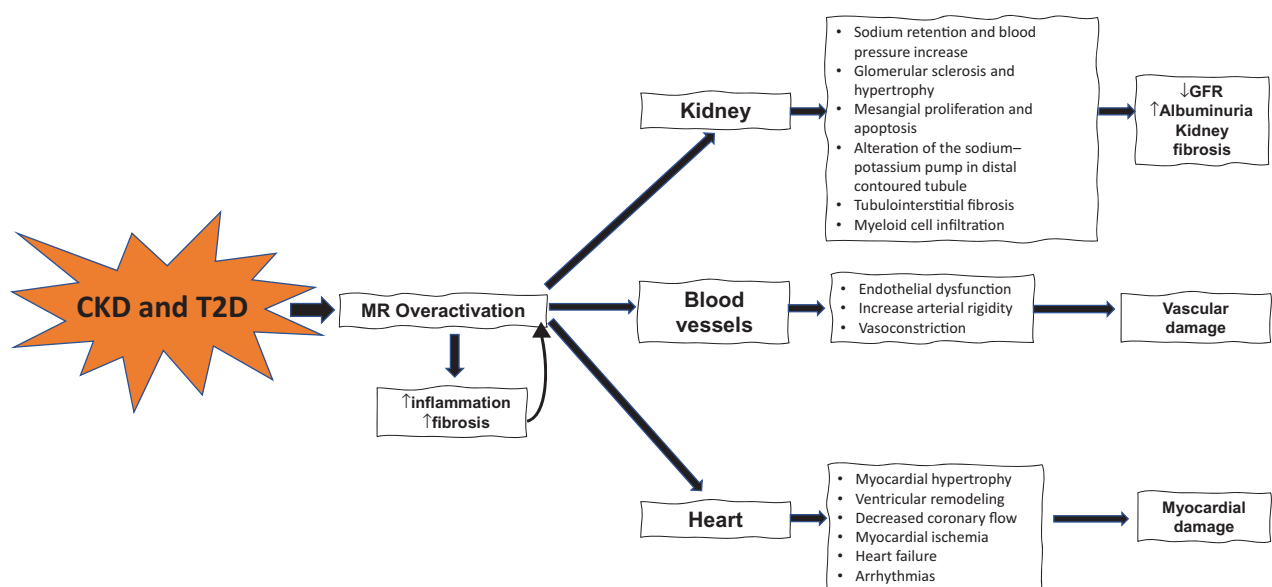 CKD and T2D
MR Overactivation
↑inflammation
↑fibrosis
Kidney
• Sodium retention and blood
pressure increase
• Glomerular sclerosis and
hypertrophy
• Mesangial proliferation and
apoptosis
• Alteration of the sodium–
potassium pump in distal
contoured tubule
• Tubulointerstitial fibrosis
• Myeloid cell infiltration
↓GFR
↑Albuminuria
Kidney
fibrosis
Blood
vessels
• Endothelial dysfunction
• Increase arterial rigidity
• Vasoconstriction
Vascular
damage
Heart
• Myocardial hypertrophy
• Ventricular remodeling
• Decreased coronary flow
• Myocardial ischemia
• Heart failure
• Arrhythmias
Myocardial
damage